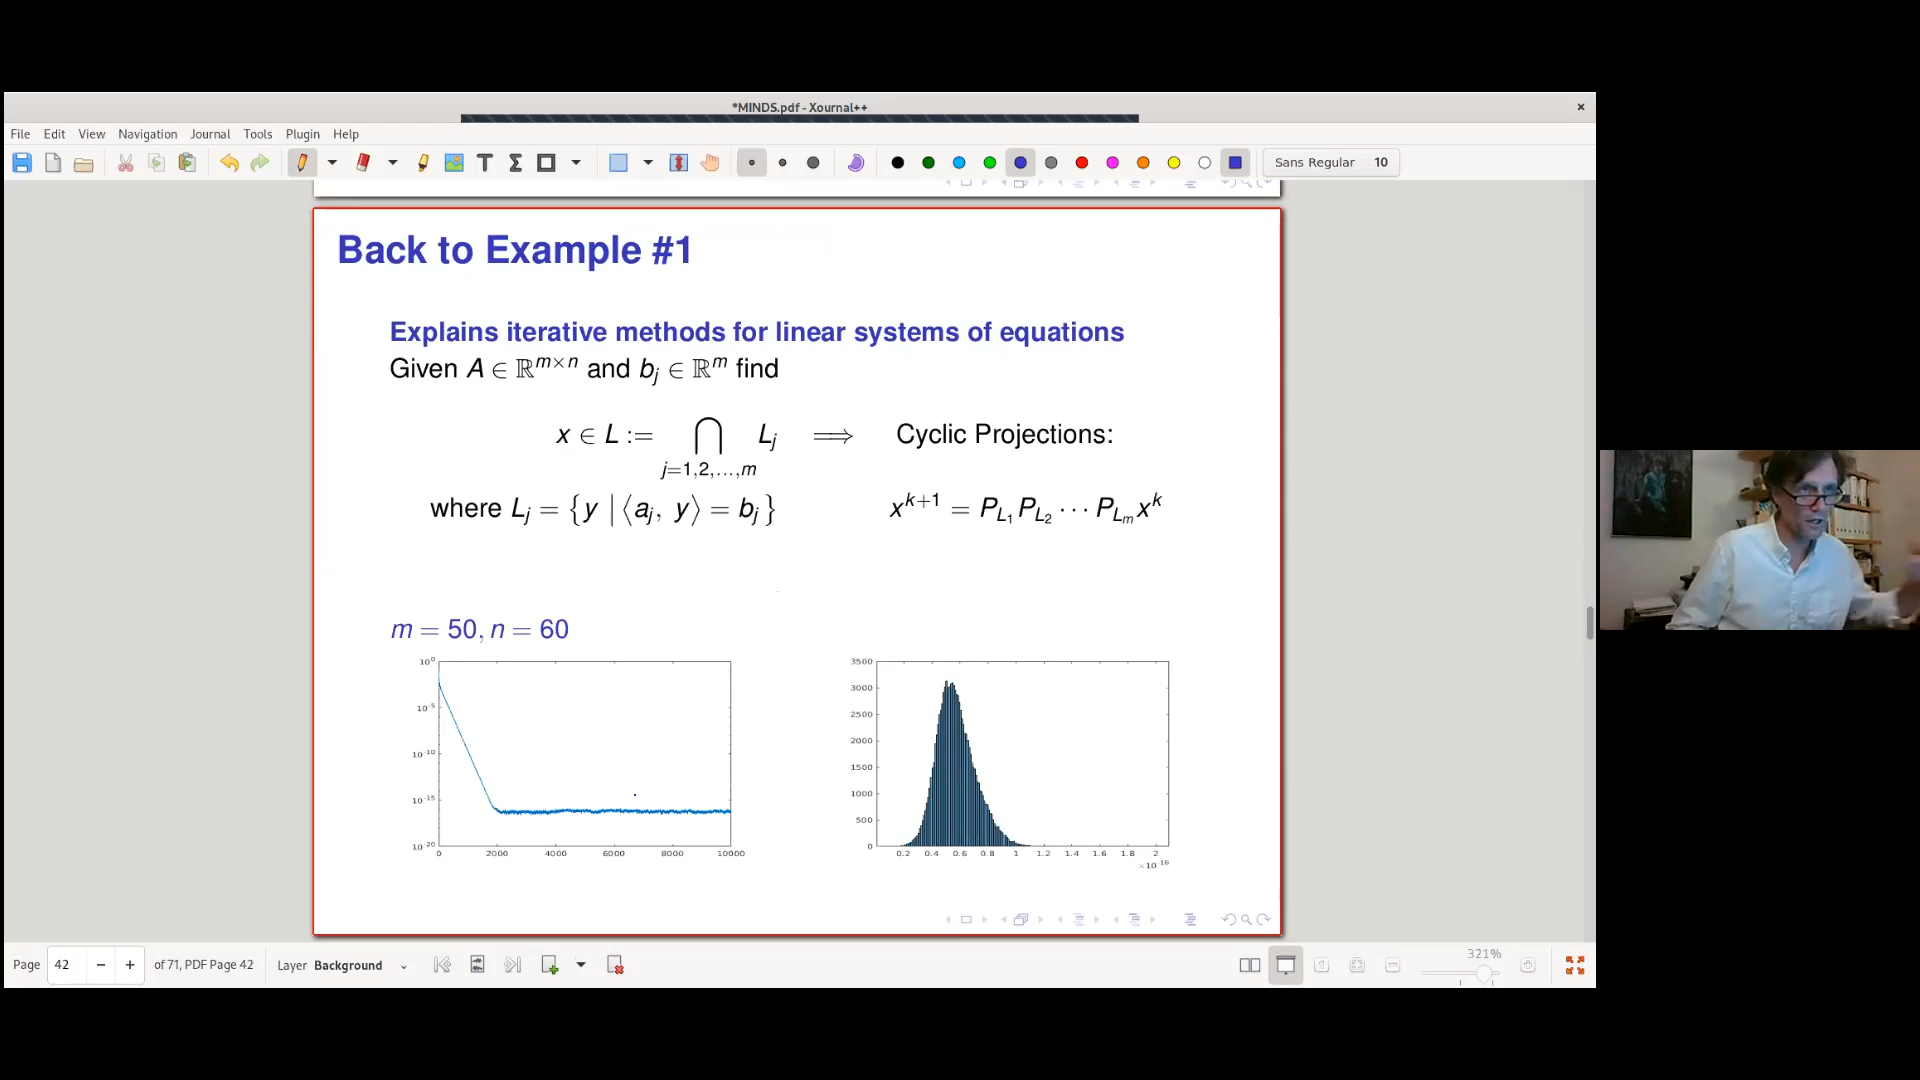 *MINDS.pdf - Xournal++
File Edit View Navigation Journal Tools Plugin Help
Sans Regular 10
Back to Example #1
Explains iterative methods for linear systems of equations
Given A ∈ ℝ^{m×n} and b_j ∈ ℝ^m find
x ∈ L := ⋂_{j=1,2,...,m} L_j ⟹ Cyclic Projections:
where L_j = {y | ⟨a_j, y⟩ = b_j} x^{k+1} = P_{L_1} P_{L_2} ⋯ P_{L_m} x^k
m = 50, n = 60
10^0
10^-5
10^-10
10^-15
10^-20
0 2000 4000 6000 8000 10000
3500
3000
2500
2000
1500
1000
500
0
0.2 0.4 0.6 0.8 1 1.2 1.4 1.6 1.8 2
×10^-16
Page 42 − + of 71, PDF Page 42 Layer Background 321%